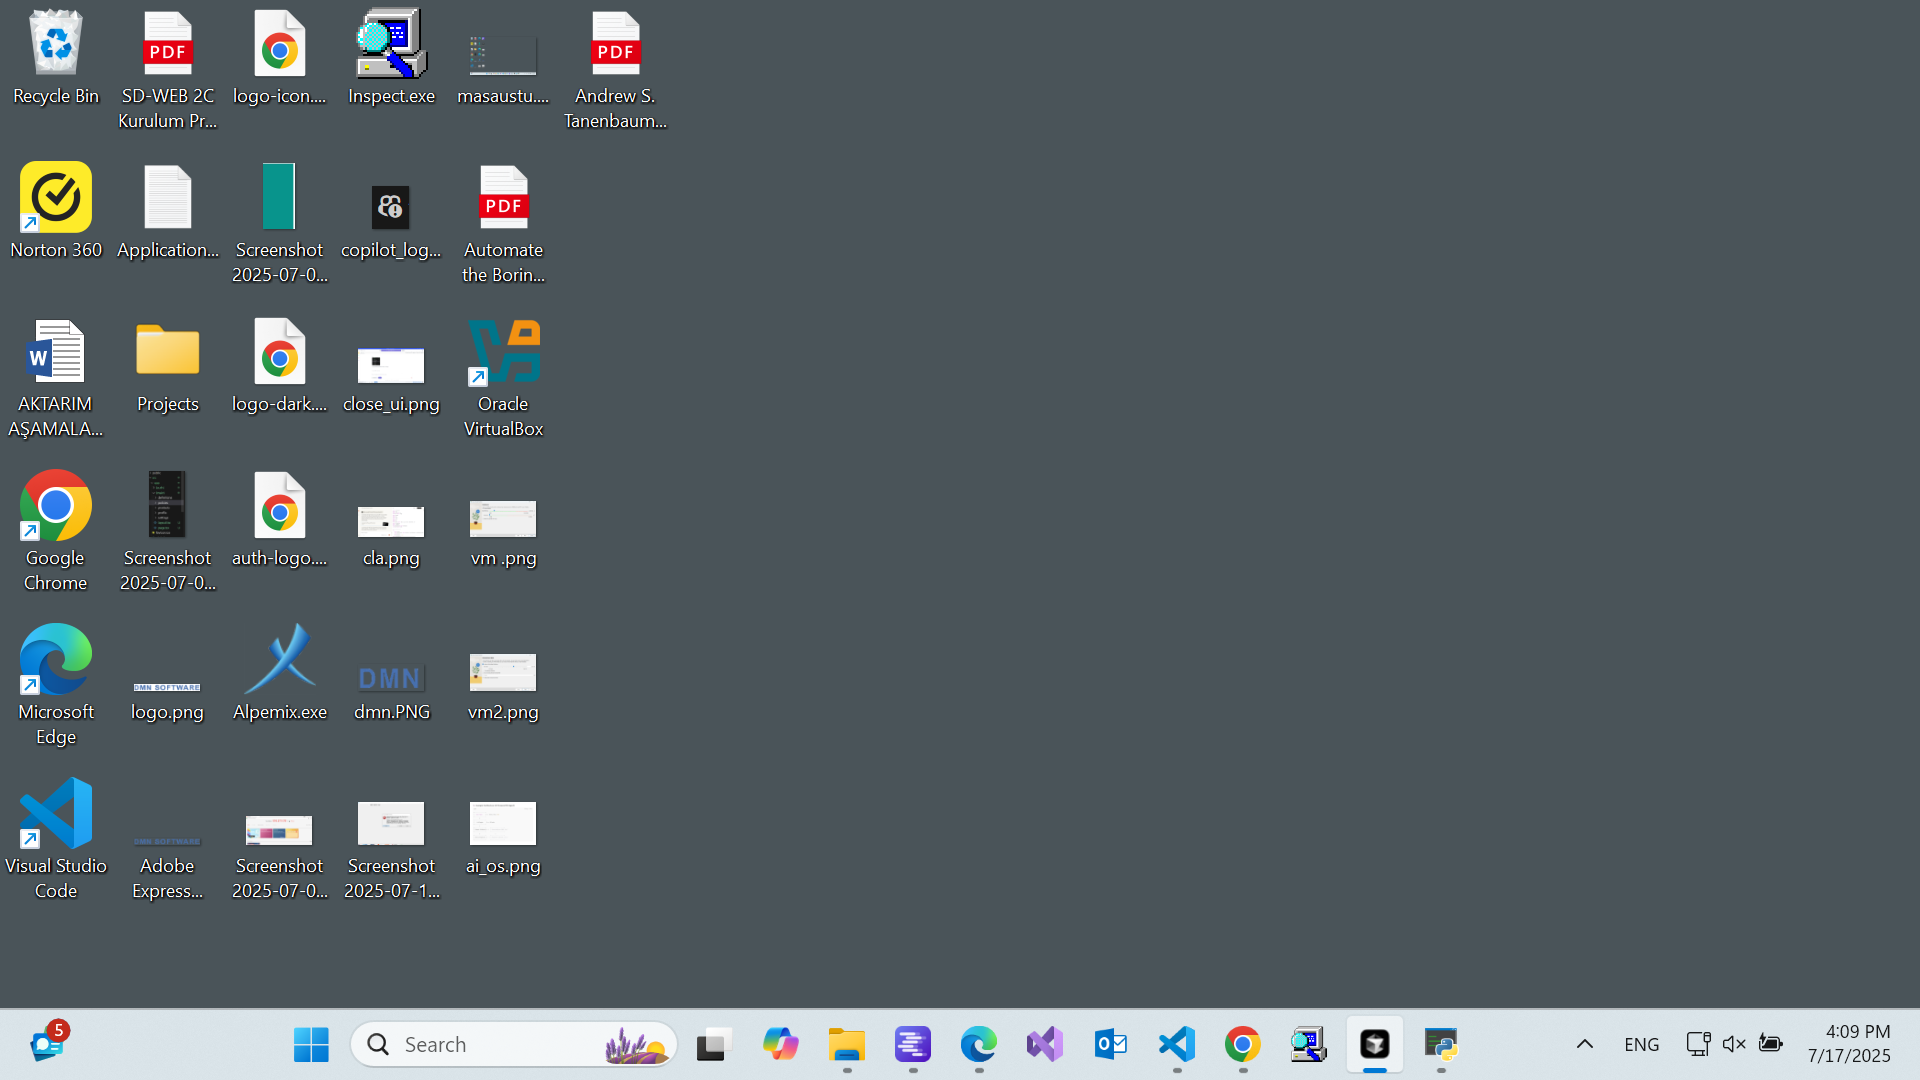 Recycle Bin
PDF
SD-WEB 2C
Kurulum Pr...
logo-icon....
Inspect.exe
masaustu....
PDF
Andrew S.
Tanenbaum...
Norton 360
Application...
Screenshot
2025-07-0...
copilot_log...
PDF
Automate
the Borin...
W
AKTARIM
AŞAMALA...
Projects
logo-dark....
close_ui.png
Oracle
VirtualBox
Google
Chrome
Screenshot
2025-07-0...
auth-logo....
cla.png
vm .png
Microsoft
Edge
DMN SOFTWARE
logo.png
Alpemix.exe
DMN
dmn.PNG
vm2.png
Visual Studio
Code
DMN SOFTWARE
Adobe
Express...
Screenshot
2025-07-0...
Screenshot
2025-07-1...
ai_os.png
5
Search
ENG
4:09 PM
7/17/2025